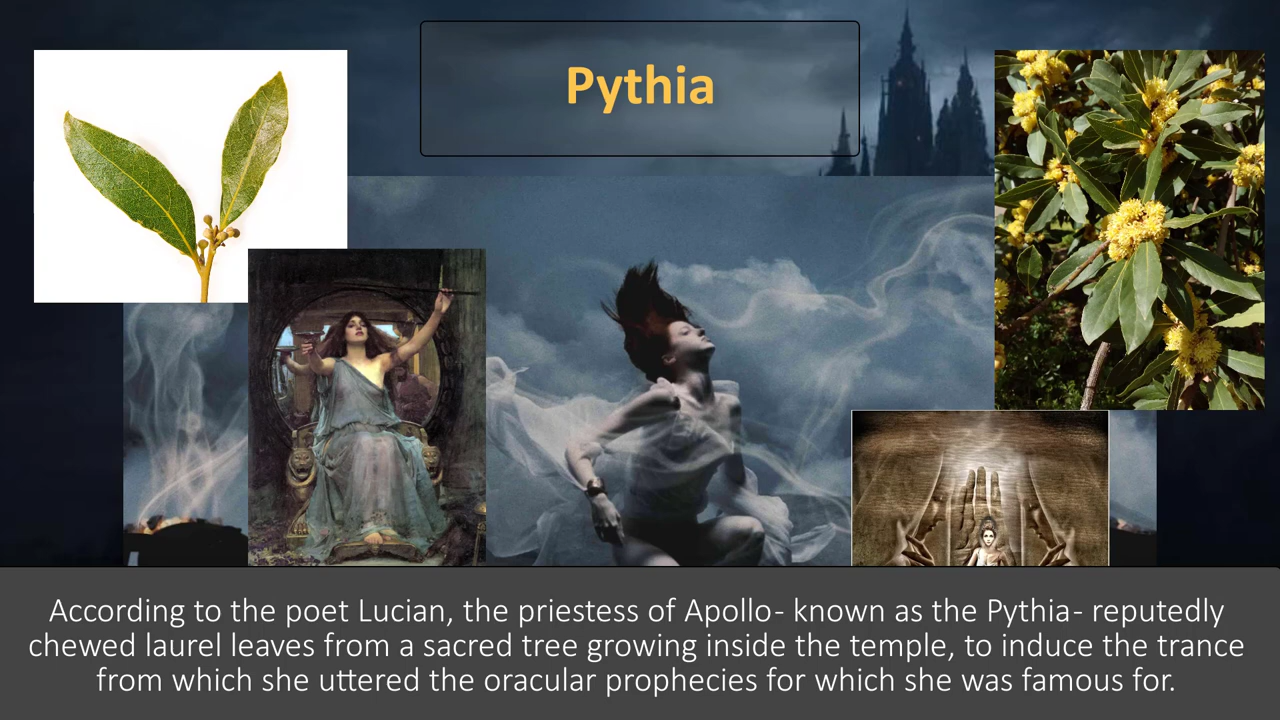 Pythia
According to the poet Lucian, the priestess of Apollo- known as the Pythia- reputedly
chewed laurel leaves from a sacred tree growing inside the temple, to induce the trance
from which she uttered the oracular prophecies for which she was famous for.